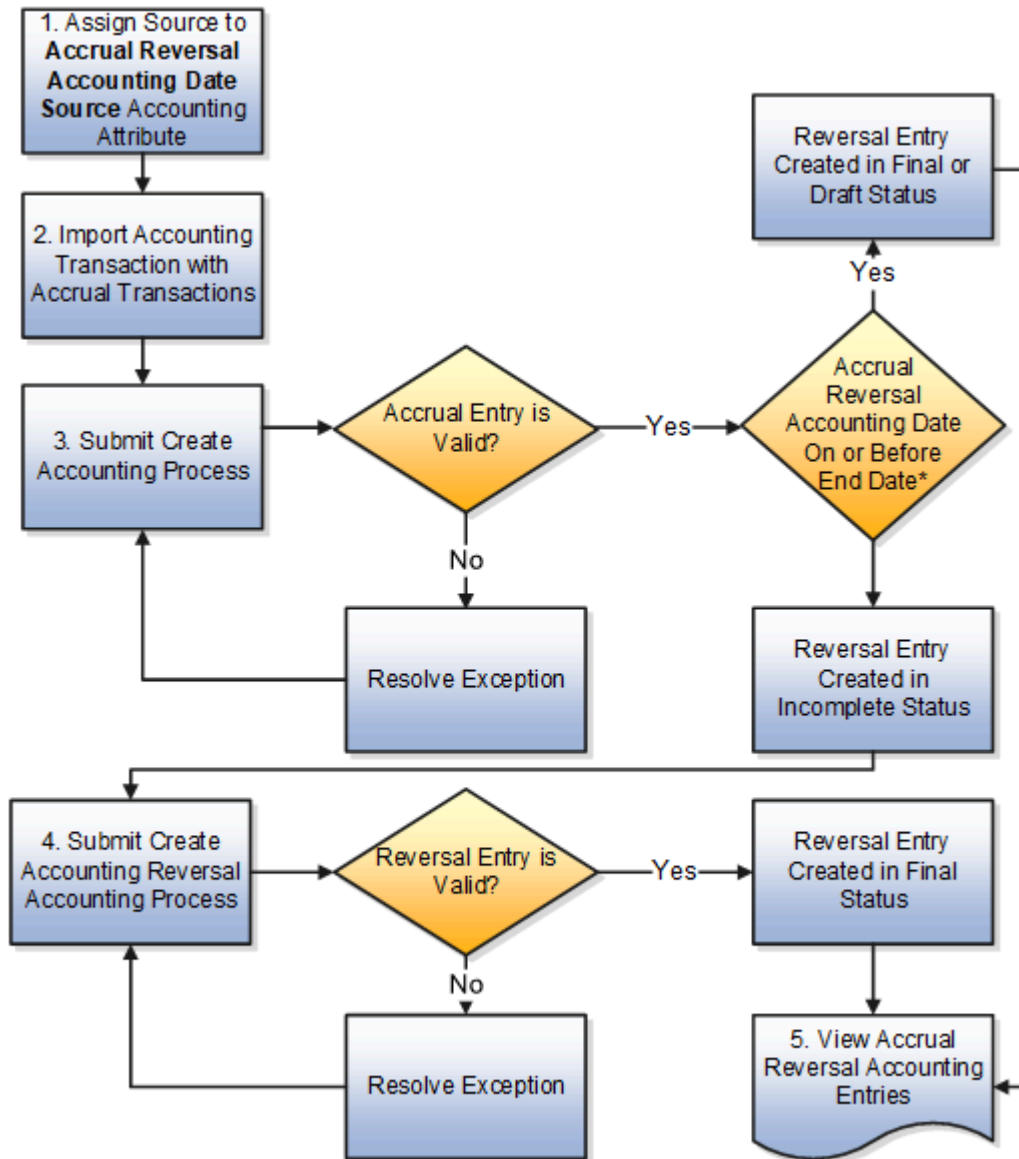 1. Assign Source to
Accrual Reversal
Accounting Date
Source Accounting
Attribute
2. Import Accounting
Transaction with
Accrual Transactions
3. Submit Create
Accounting Process
Accrual Entry is
Valid?
Yes
No
Resolve Exception
Accrual
Reversal
Accounting Date
On or Before
End Date*
Yes
Reversal Entry
Created in Final or
Draft Status
Reversal Entry
Created in
Incomplete Status
4. Submit Create
Accounting Reversal
Accounting Process
Reversal Entry is
Valid?
Yes
No
Resolve Exception
Reversal Entry
Created in Final
Status
5. View Accrual
Reversal Accounting
Entries